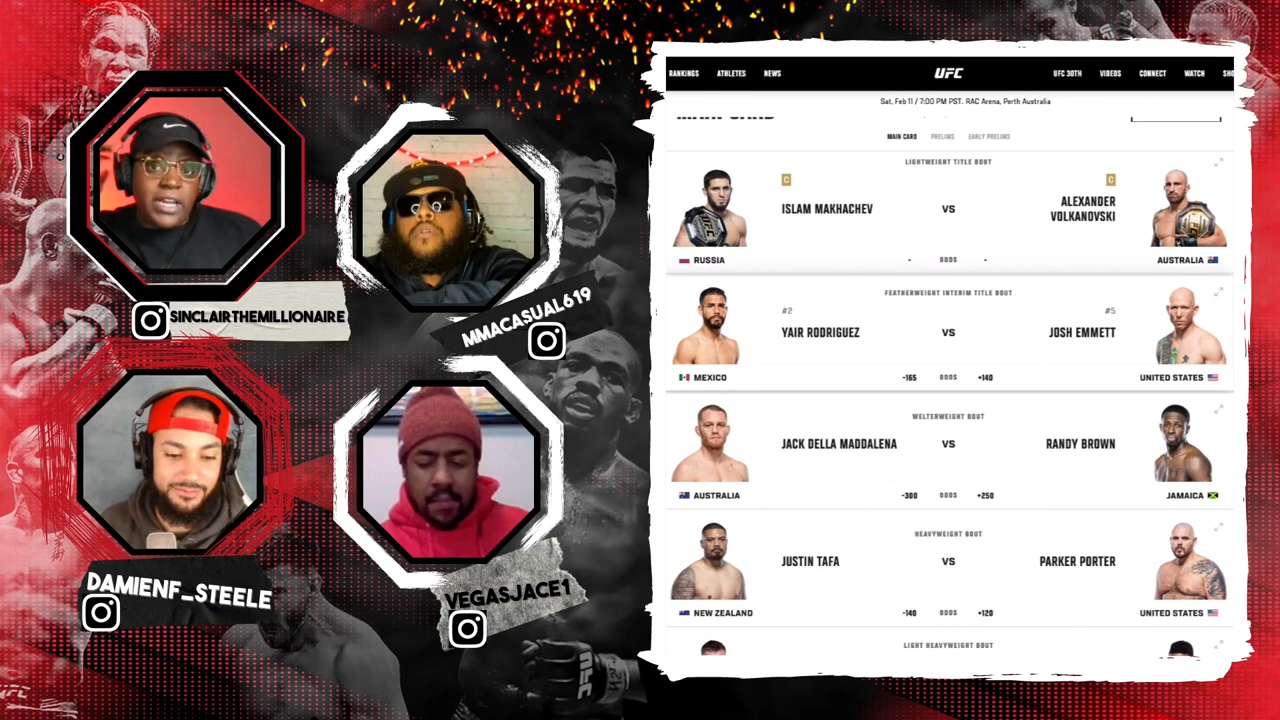 SINCLAIRTHEMILLIONAIRE
MMACASUAL619
DAMIENF_STEELE
VEGASJACE1
RANKINGS ATHLETES NEWS UFC UFC 30TH VIDEOS CONNECT WATCH SHO
Sat, Feb 11 / 7:00 PM PST. RAC Arena, Perth Australia
MAIN CARD PRELIMS EARLY PRELIMS
LIGHTWEIGHT TITLE BOUT
C C
ISLAM MAKHACHEV VS ALEXANDER
VOLKANOVSKI
RUSSIA - ODDS - AUSTRALIA
FEATHERWEIGHT INTERIM TITLE BOUT
#2 #5
YAIR RODRIGUEZ VS JOSH EMMETT
MEXICO -165 ODDS +140 UNITED STATES
WELTERWEIGHT BOUT
JACK DELLA MADDALENA VS RANDY BROWN
AUSTRALIA -300 ODDS +250 JAMAICA
HEAVYWEIGHT BOUT
JUSTIN TAFA VS PARKER PORTER
NEW ZEALAND -140 ODDS +120 UNITED STATES
LIGHT HEAVYWEIGHT BOUT
UFC
UFC